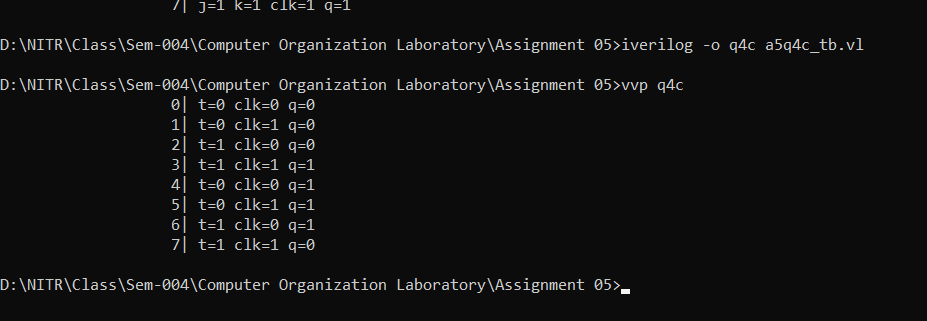 7| j=1 k=1 clk=1 q=1
D:\NITR\Class\Sem-004\Computer Organization Laboratory\Assignment 05>iverilog -o q4c a5q4c_tb.vl
D:\NITR\Class\Sem-004\Computer Organization Laboratory\Assignment 05>vvp q4c
0| t=0 clk=0 q=0
1| t=0 clk=1 q=0
2| t=1 clk=0 q=0
3| t=1 clk=1 q=1
4| t=0 clk=0 q=1
5| t=0 clk=1 q=1
6| t=1 clk=0 q=1
7| t=1 clk=1 q=0
D:\NITR\Class\Sem-004\Computer Organization Laboratory\Assignment 05>